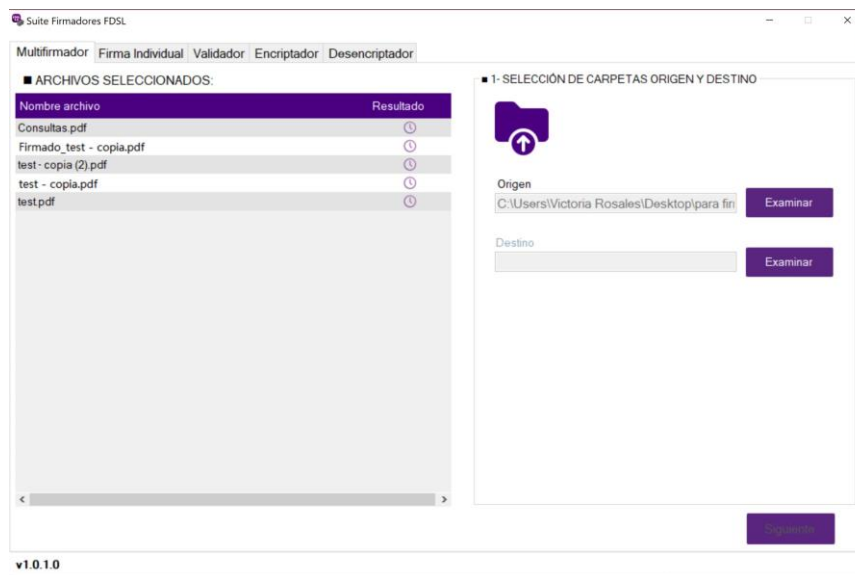 Suite Firmadores FDSL
Multifirmador Firma Individual Validador Encriptador Desencriptador
ARCHIVOS SELECCIONADOS:
Nombre archivo Resultado
Consultas.pdf
Firmado_test - copia.pdf
test - copia (2).pdf
test - copia.pdf
test.pdf
1- SELECCIÓN DE CARPETAS ORIGEN Y DESTINO
Origen
C:\Users\Victoria Rosales\Desktop\para fin
Examinar
Destino
Examinar
Siguiente
v1.0.1.0